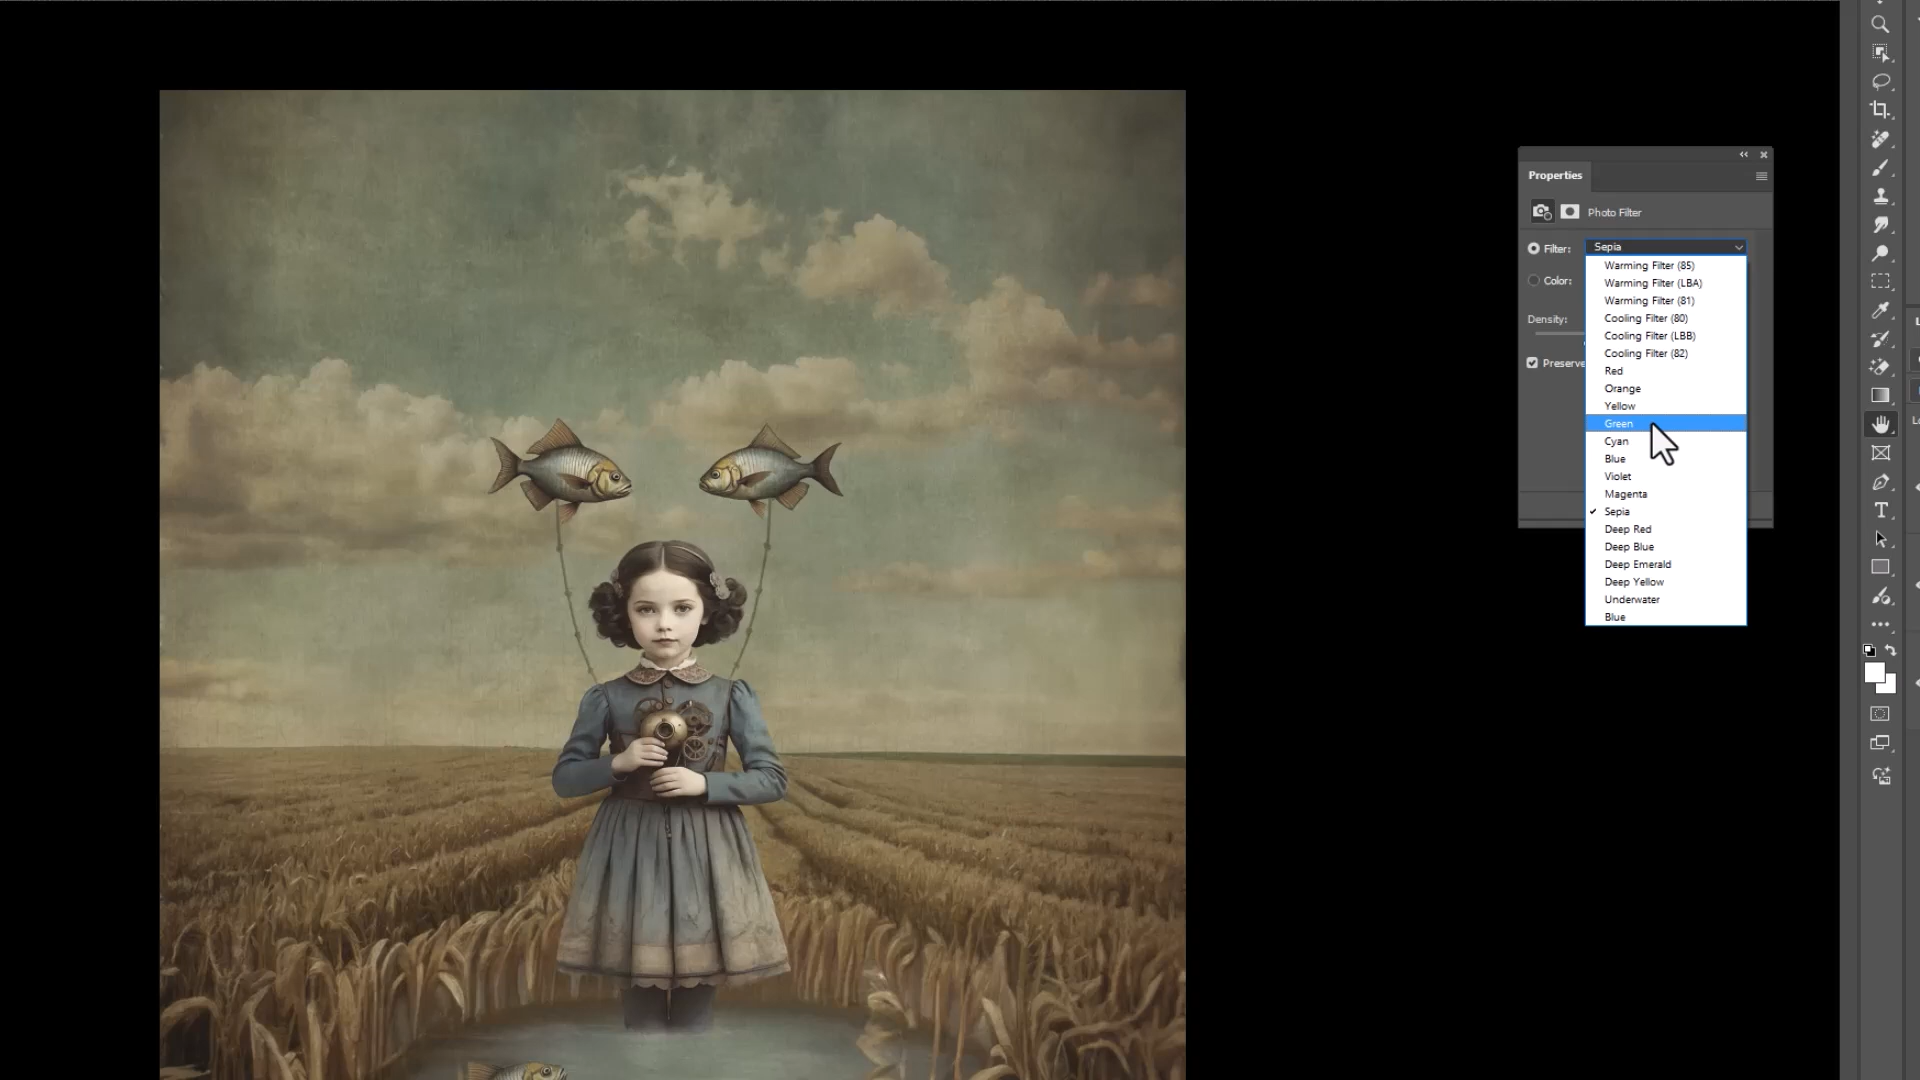 Properties
Photo Filter
Filter: Sepia
Warming Filter (85)
Color:
Warming Filter (LBA)
Warming Filter (81)
Density:
Cooling Filter (80)
Cooling Filter (LBB)
Cooling Filter (82)
Preserve
Red
Orange
Yellow
Green
Cyan
Blue
Violet
Magenta
Sepia
Deep Red
Deep Blue
Deep Emerald
Deep Yellow
Underwater
Blue